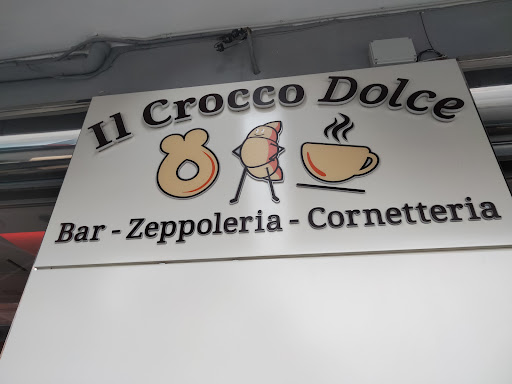 Il Crocco Dolce
Bar - Zeppoleria - Cornetteria